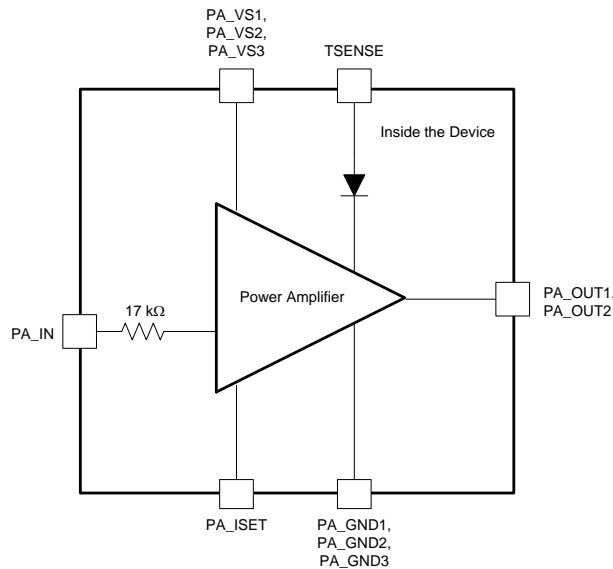 PA_VS1,
PA_VS2,
PA_VS3
TSENSE
Inside the Device
Power Amplifier
17 kΩ
PA_IN
PA_OUT1,
PA_OUT2
PA_ISET
PA_GND1,
PA_GND2,
PA_GND3